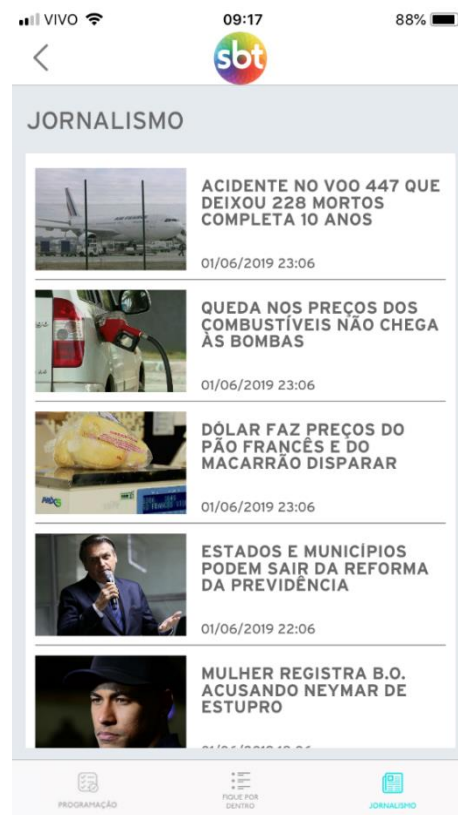 VIVO 09:17 88%
sbt
JORNALISMO
ACIDENTE NO VOO 447 QUE
DEIXOU 228 MORTOS
COMPLETA 10 ANOS
01/06/2019 23:06
QUEDA NOS PREÇOS DOS
COMBUSTÍVEIS NÃO CHEGA
ÀS BOMBAS
01/06/2019 23:06
DÓLAR FAZ PREÇOS DO
PÃO FRANCÊS E DO
MACARRÃO DISPARAR
01/06/2019 23:06
ESTADOS E MUNICÍPIOS
PODEM SAIR DA REFORMA
DA PREVIDÊNCIA
01/06/2019 22:06
MULHER REGISTRA B.O.
ACUSANDO NEYMAR DE
ESTUPRO
PROGRAMAÇÃO
FIQUE POR
DENTRO
JORNALISMO